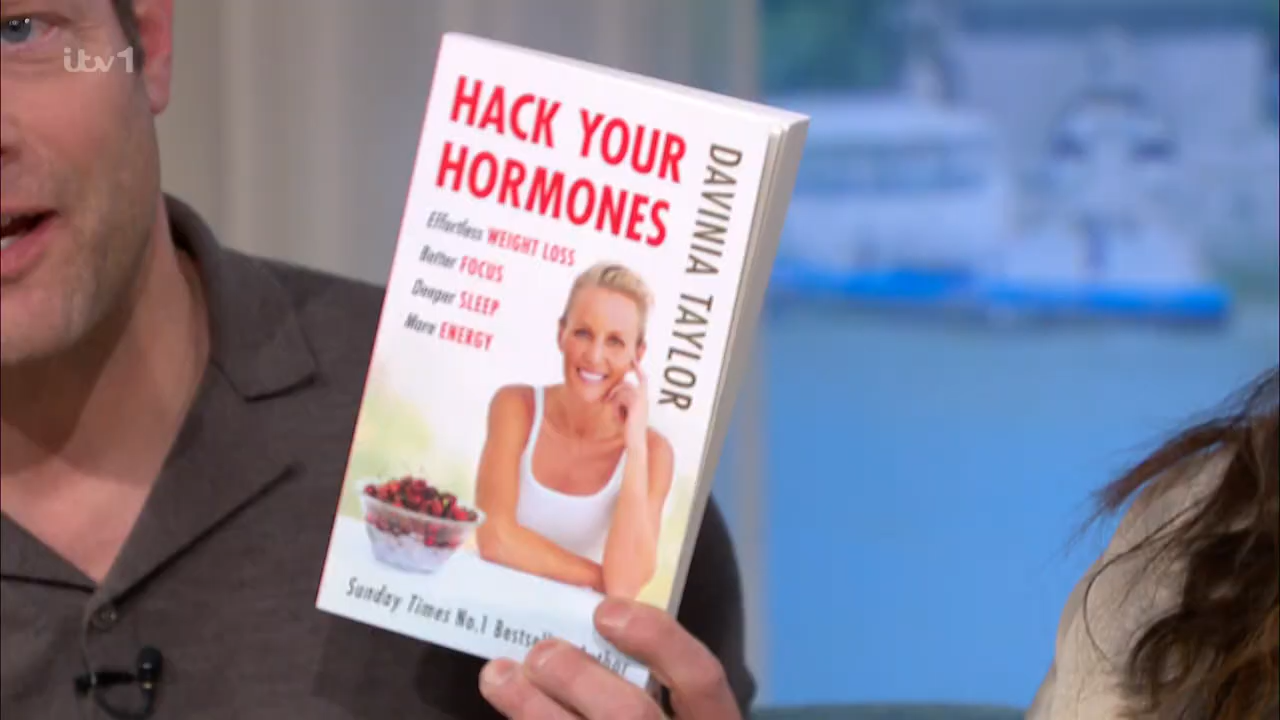 itv1
HACK YOUR
HORMONES
Effortless WEIGHT LOSS
Better FOCUS
Deeper SLEEP
More ENERGY
DAVINIA TAYLOR
Sunday Times No.1